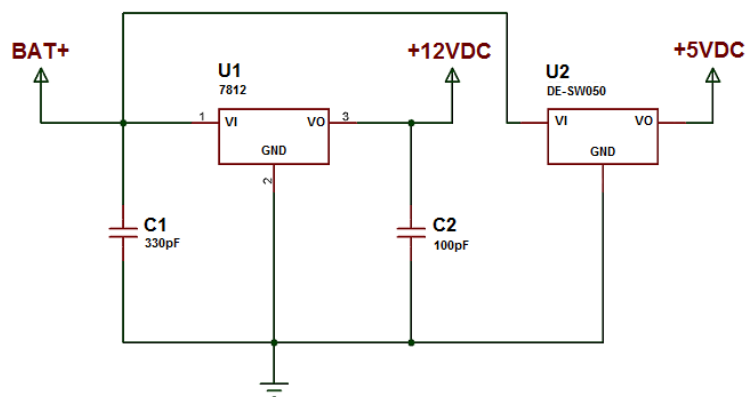 BAT+
+12VDC
+5VDC
U1
7812
U2
DE-SW050
1
VI
VO
3
GND
2
VI
VO
GND
C1
330pF
C2
100pF